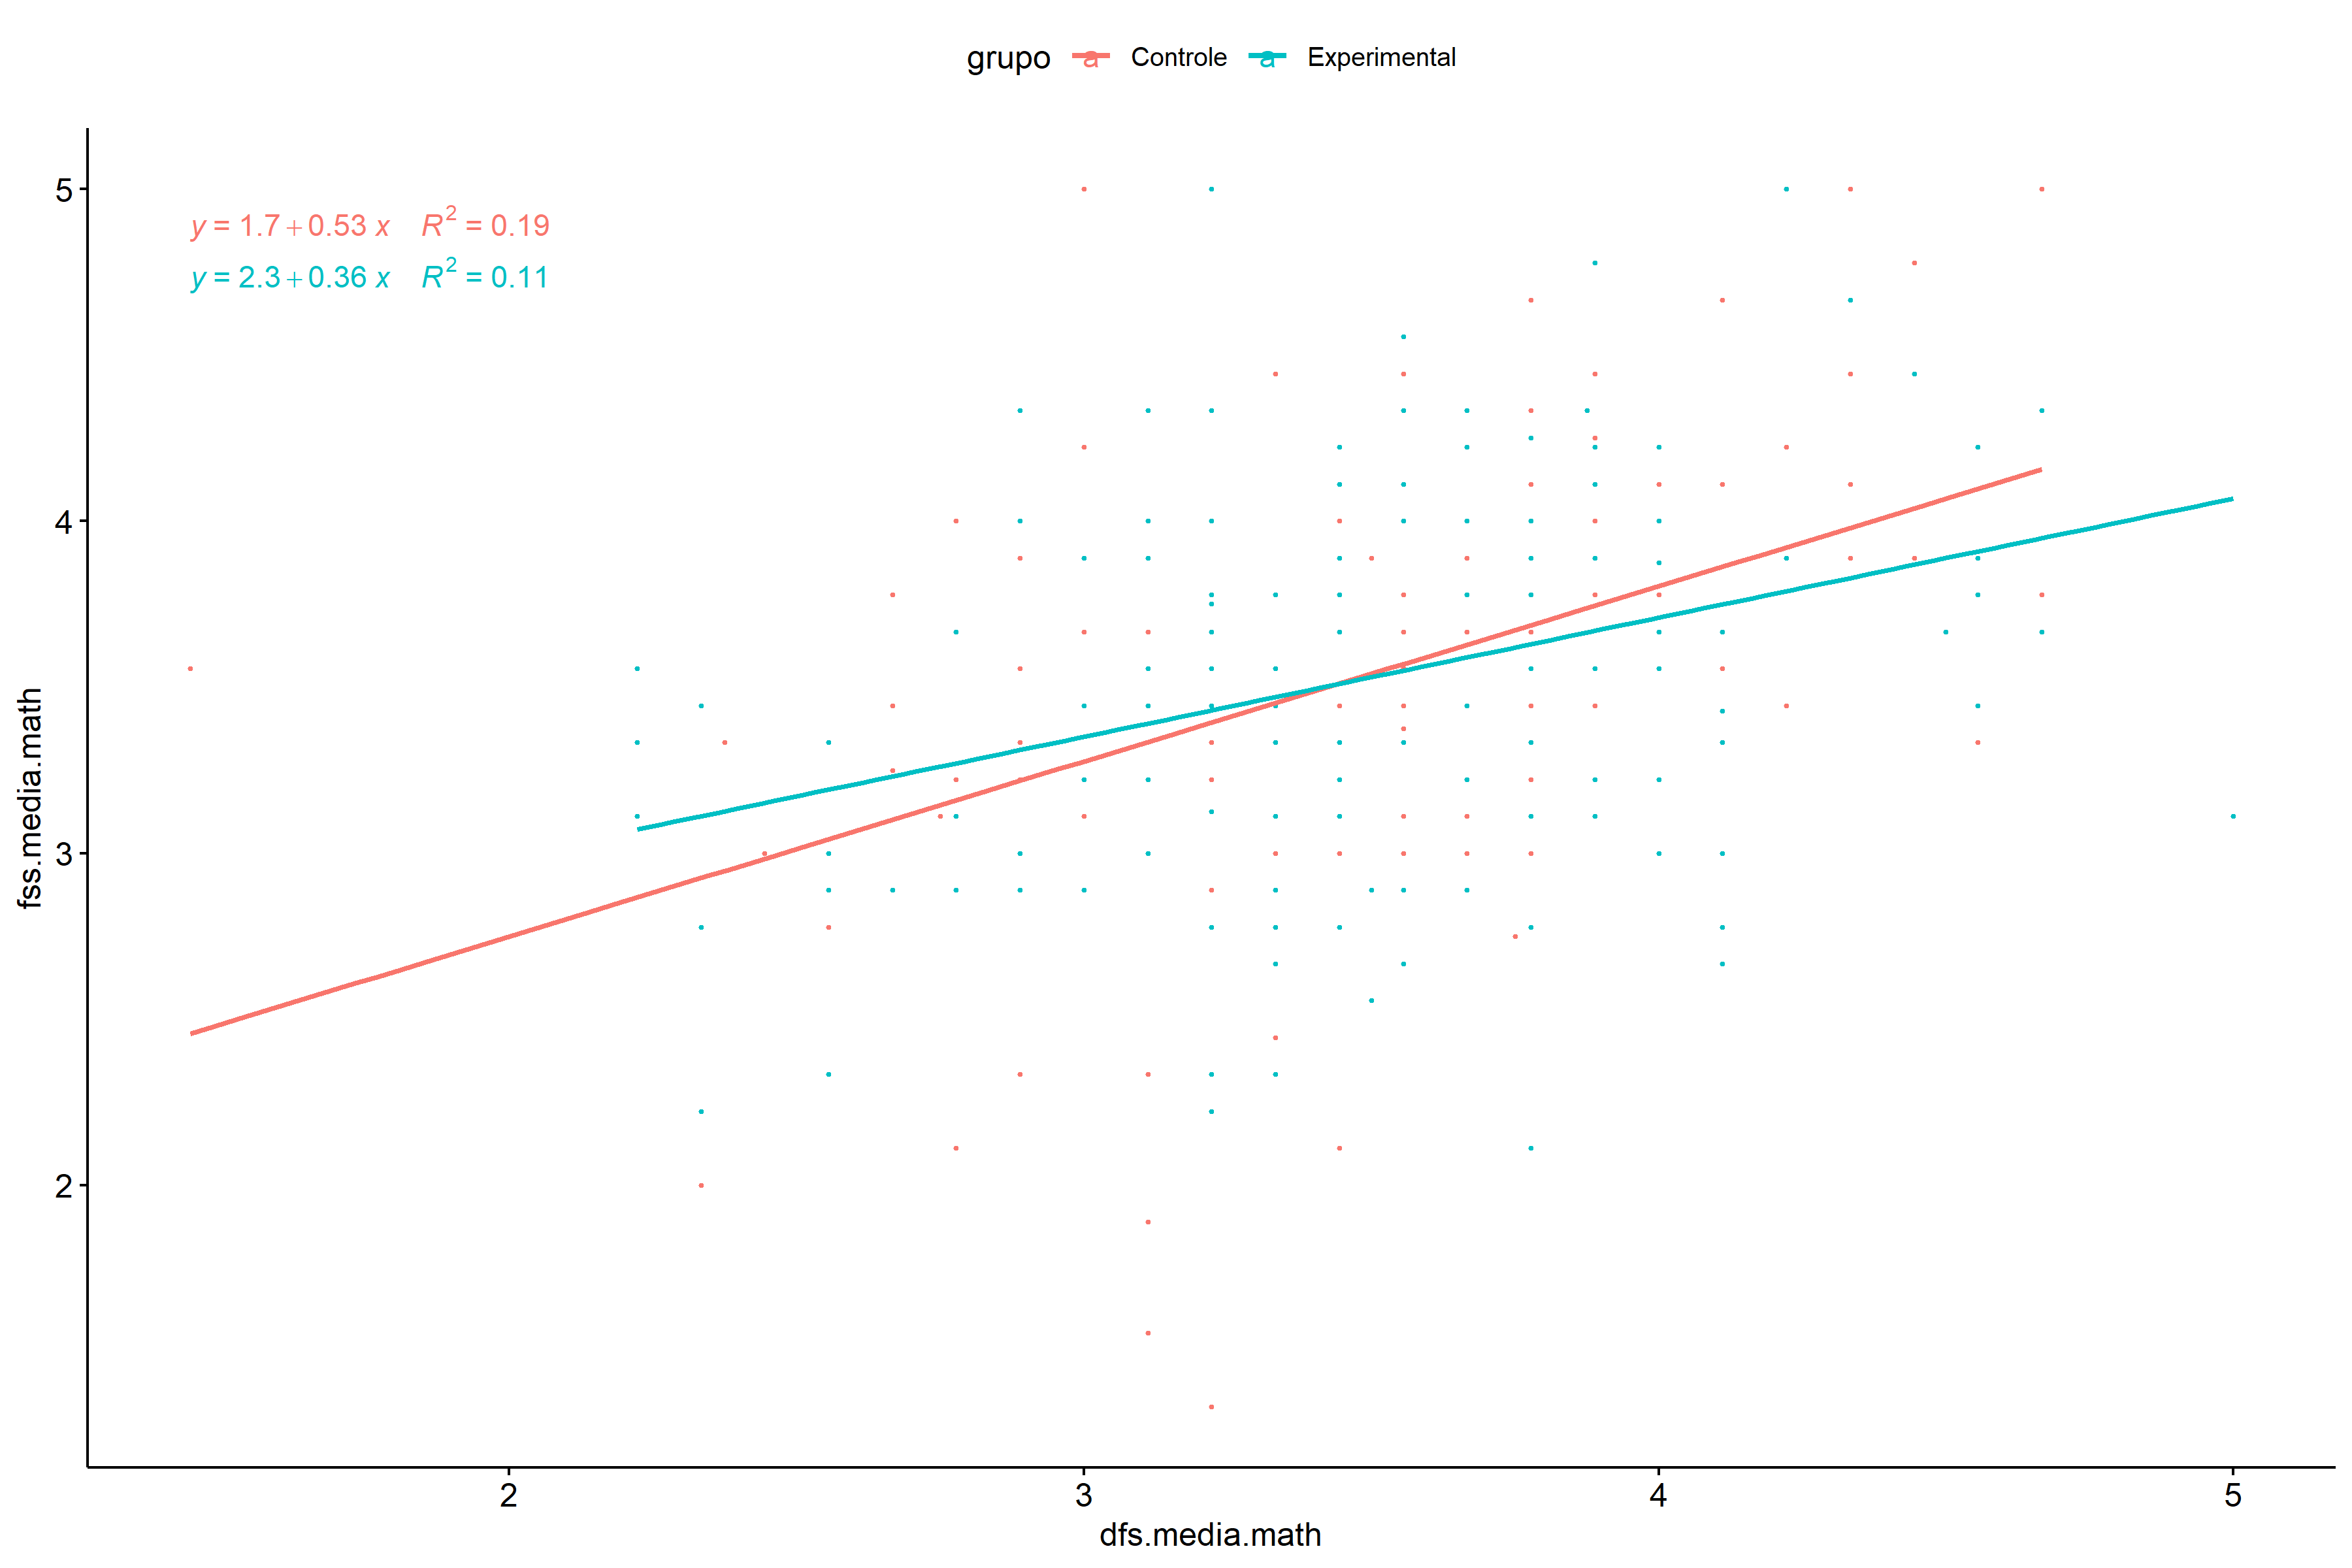 grupo a Controle a Experimental
5
y = 1.7 + 0.53 x R² = 0.19
y = 2.3 + 0.36 x R² = 0.11
4
fss.media.math
3
2
2 3 4 5
dfs.media.math